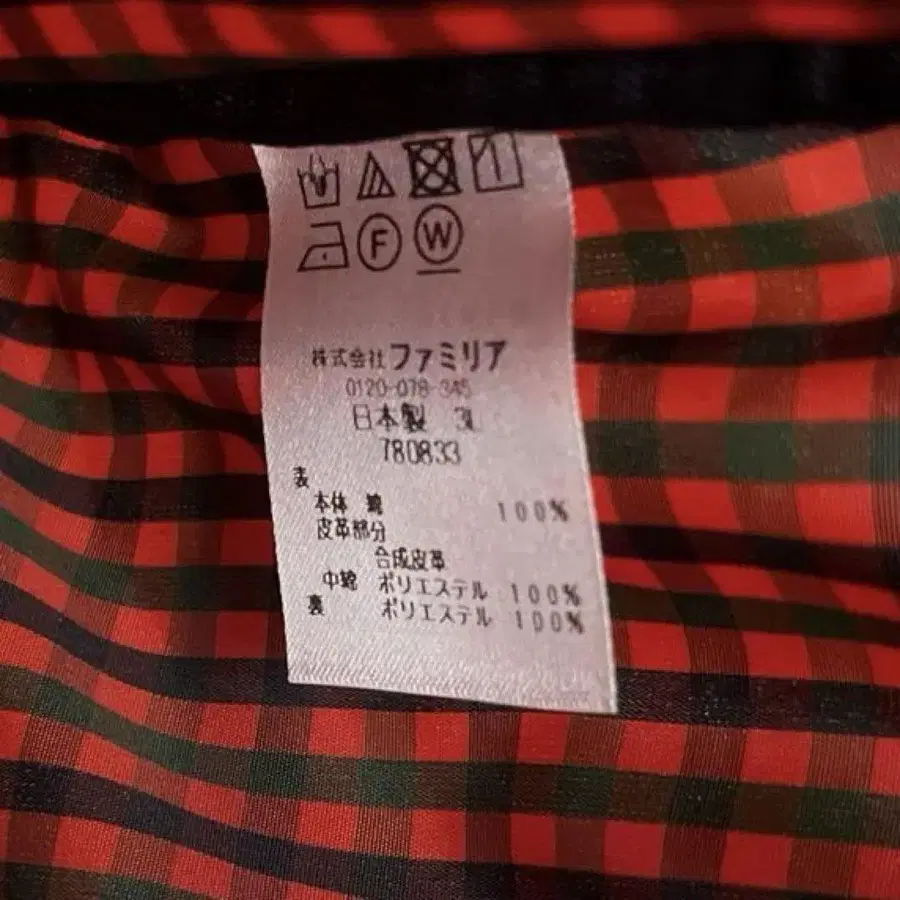 F W
株式会社ファミリア
0120-078-345
日本製 3L
780833
表
本体 綿 100%
皮革部分
合成皮革
中綿 ポリエステル 100%
裏 ポリエステル 100%